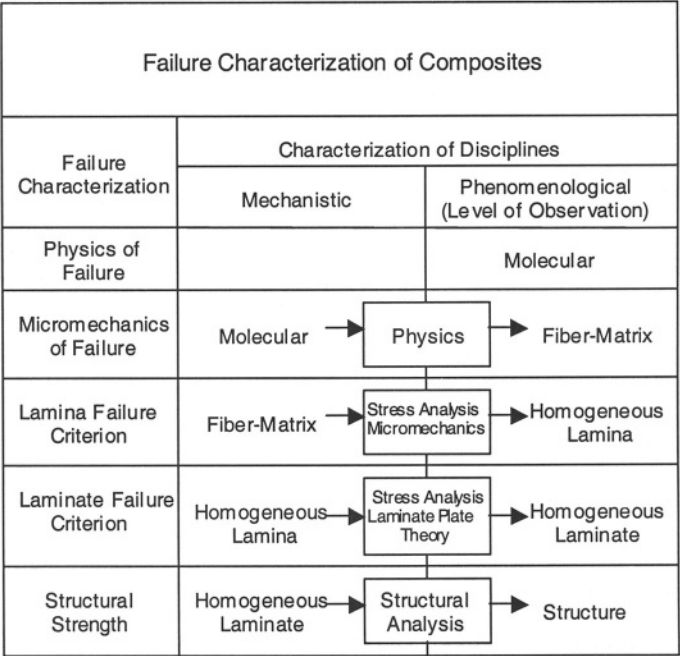 Failure Characterization of Composites
Failure
Characterization
Characterization of Disciplines
Mechanistic
Phenomenological
(Level of Observation)
Physics of
Failure
Molecular
Micromechanics
of Failure
Molecular
Physics
Fiber-Matrix
Lamina Failure
Criterion
Fiber-Matrix
Stress Analysis
Micromechanics
Homogeneous
Lamina
Laminate Failure
Criterion
Homogeneous
Lamina
Stress Analysis
Laminate Plate
Theory
Homogeneous
Laminate
Structural
Strength
Homogeneous
Laminate
Structural
Analysis
Structure